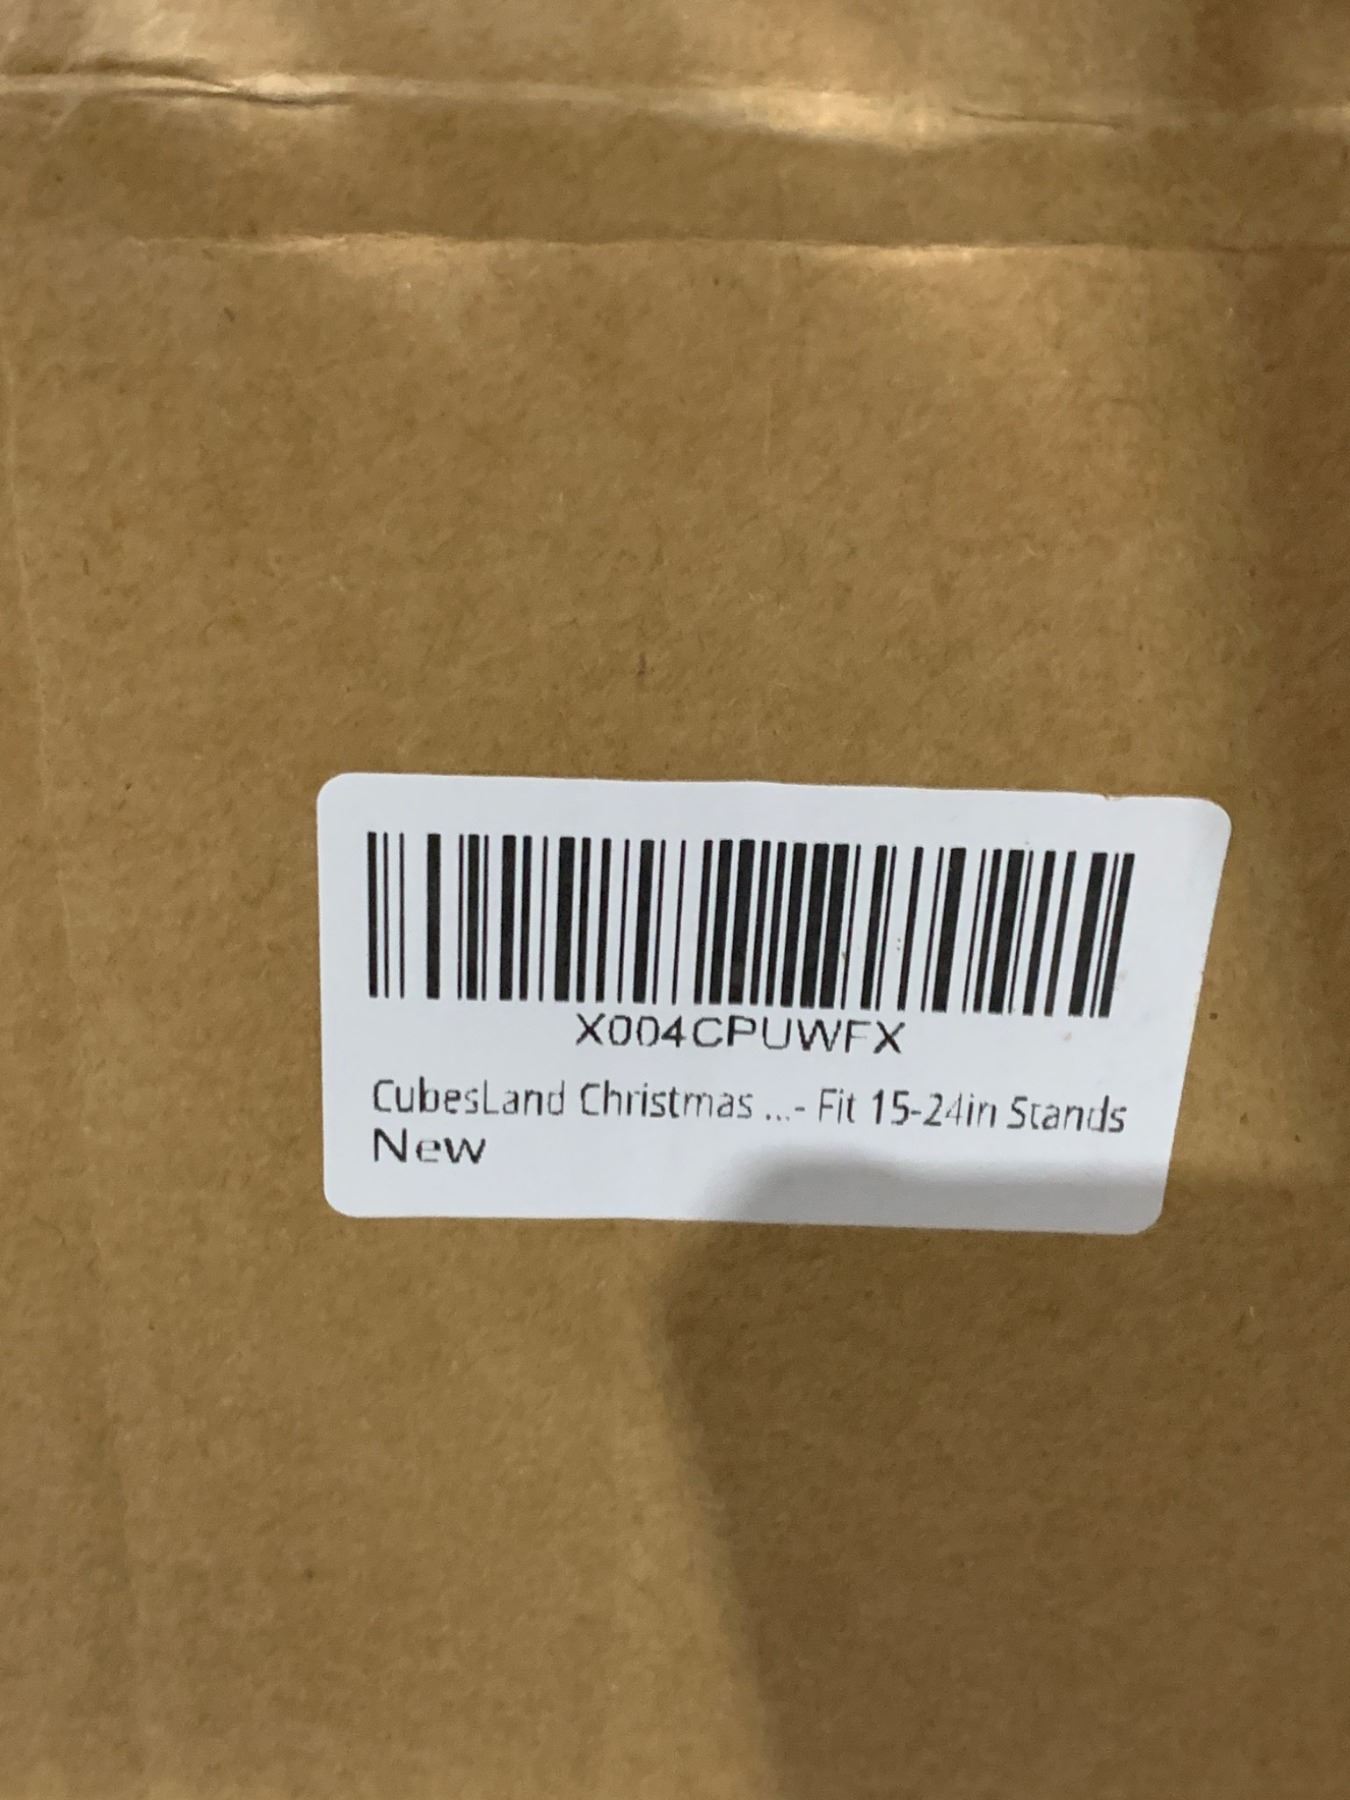 X004CPUWFX
CubesLand Christmas ...- Fit 15-24in Stands
New